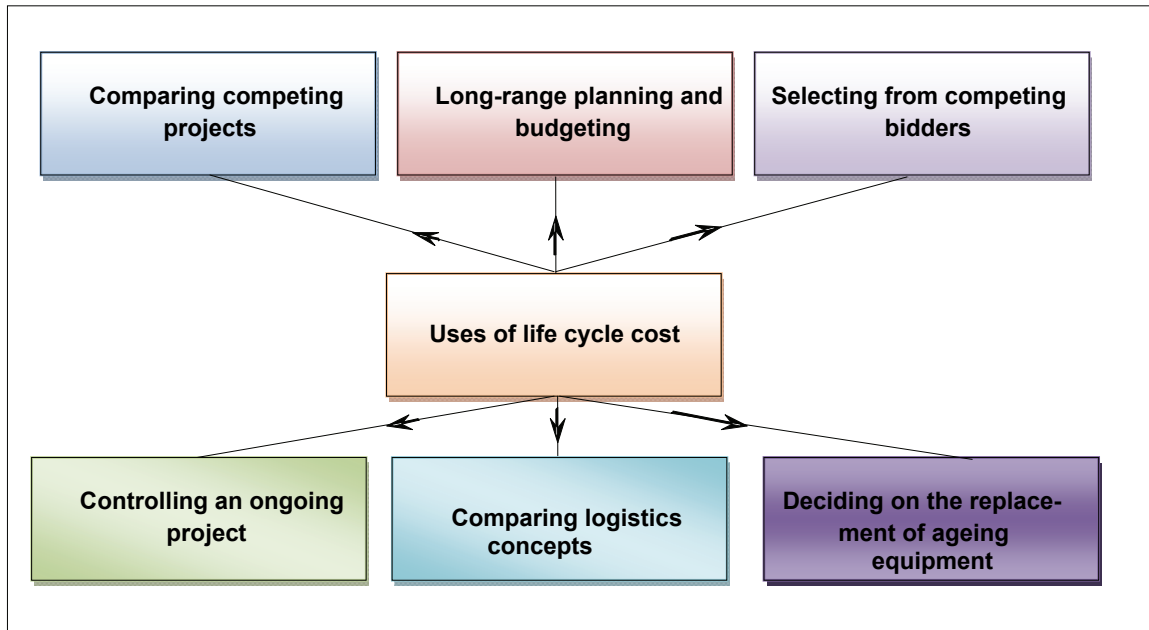 Comparing competing
projects
Long-range planning and
budgeting
Selecting from competing
bidders
Uses of life cycle cost
Controlling an ongoing
project
Comparing logistics
concepts
Deciding on the replace-
ment of ageing
equipment